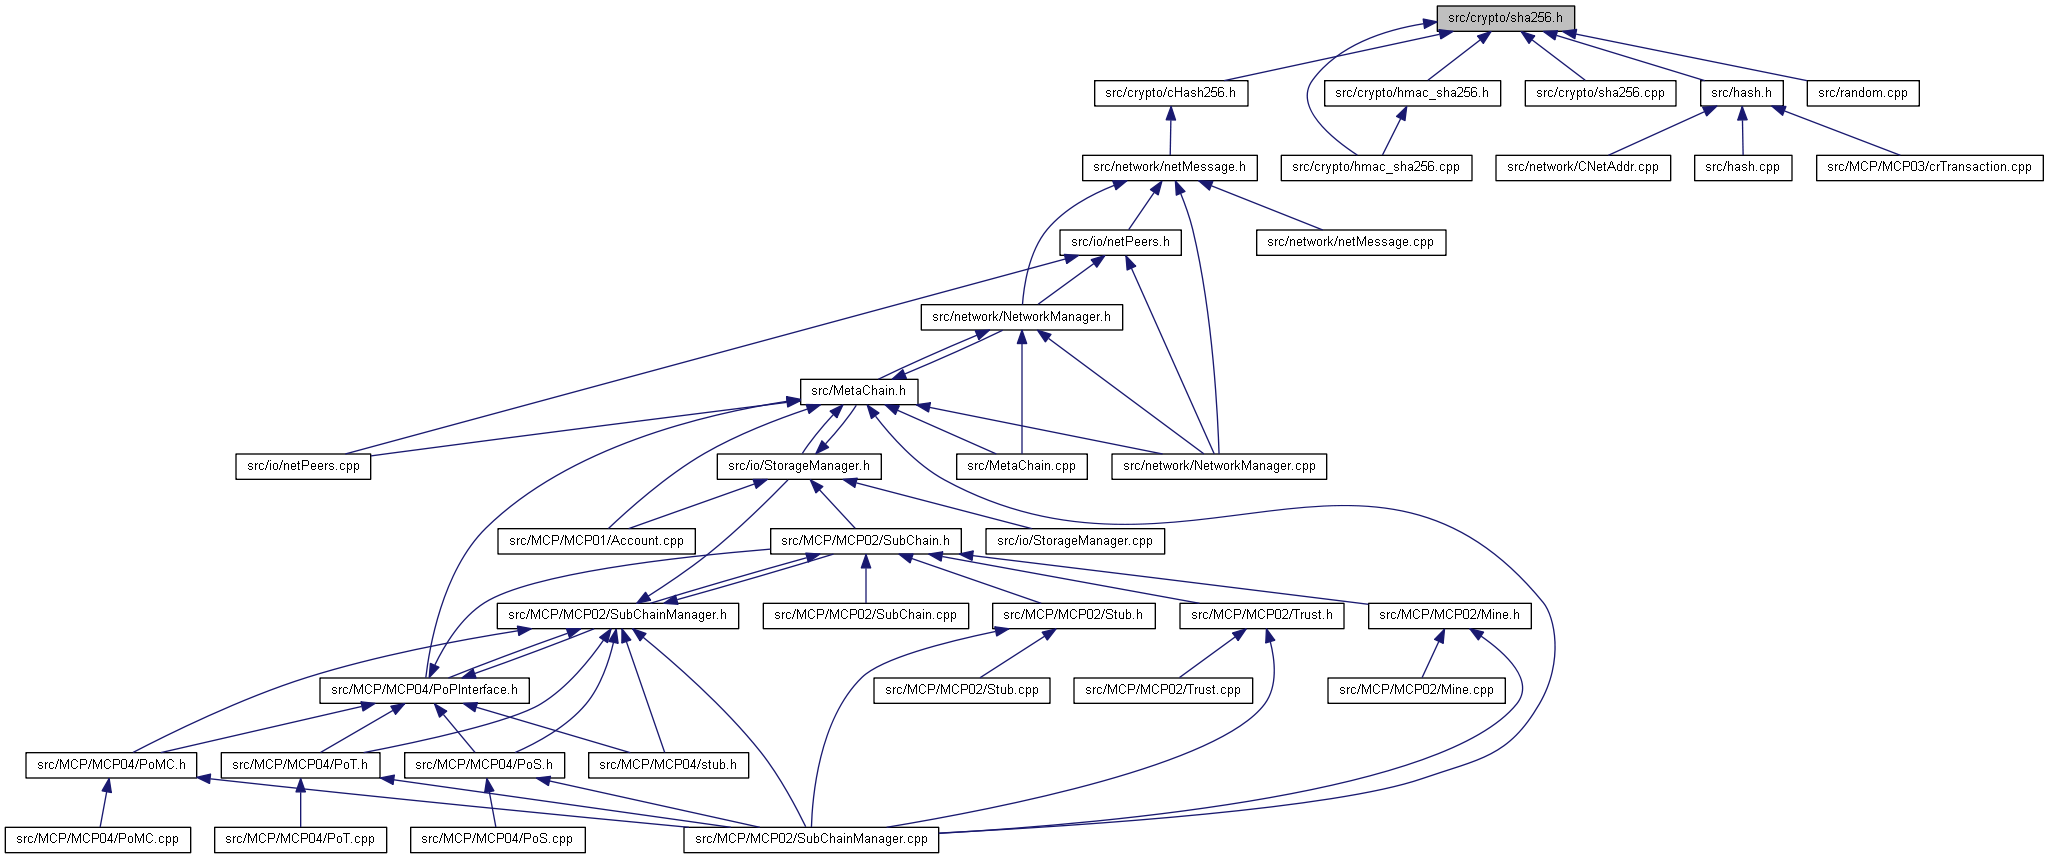 src/crypto/sha256.h
src/crypto/cHash256.h
src/crypto/hmac_sha256.h
src/crypto/sha256.cpp
src/hash.h
src/random.cpp
src/network/netMessage.h
src/crypto/hmac_sha256.cpp
src/network/CNetAddr.cpp
src/hash.cpp
src/MCP/MCP03/crTransaction.cpp
src/io/netPeers.h
src/network/netMessage.cpp
src/network/NetworkManager.h
src/MetaChain.h
src/io/netPeers.cpp
src/io/StorageManager.h
src/MetaChain.cpp
src/network/NetworkManager.cpp
src/MCP/MCP01/Account.cpp
src/MCP/MCP02/SubChain.h
src/io/StorageManager.cpp
src/MCP/MCP02/SubChainManager.h
src/MCP/MCP02/SubChain.cpp
src/MCP/MCP02/Stub.h
src/MCP/MCP02/Trust.h
src/MCP/MCP02/Mine.h
src/MCP/MCP04/PoPInterface.h
src/MCP/MCP02/Stub.cpp
src/MCP/MCP02/Trust.cpp
src/MCP/MCP02/Mine.cpp
src/MCP/MCP04/PoMC.h
src/MCP/MCP04/PoT.h
src/MCP/MCP04/PoS.h
src/MCP/MCP04/stub.h
src/MCP/MCP04/PoMC.cpp
src/MCP/MCP04/PoT.cpp
src/MCP/MCP04/PoS.cpp
src/MCP/MCP02/SubChainManager.cpp